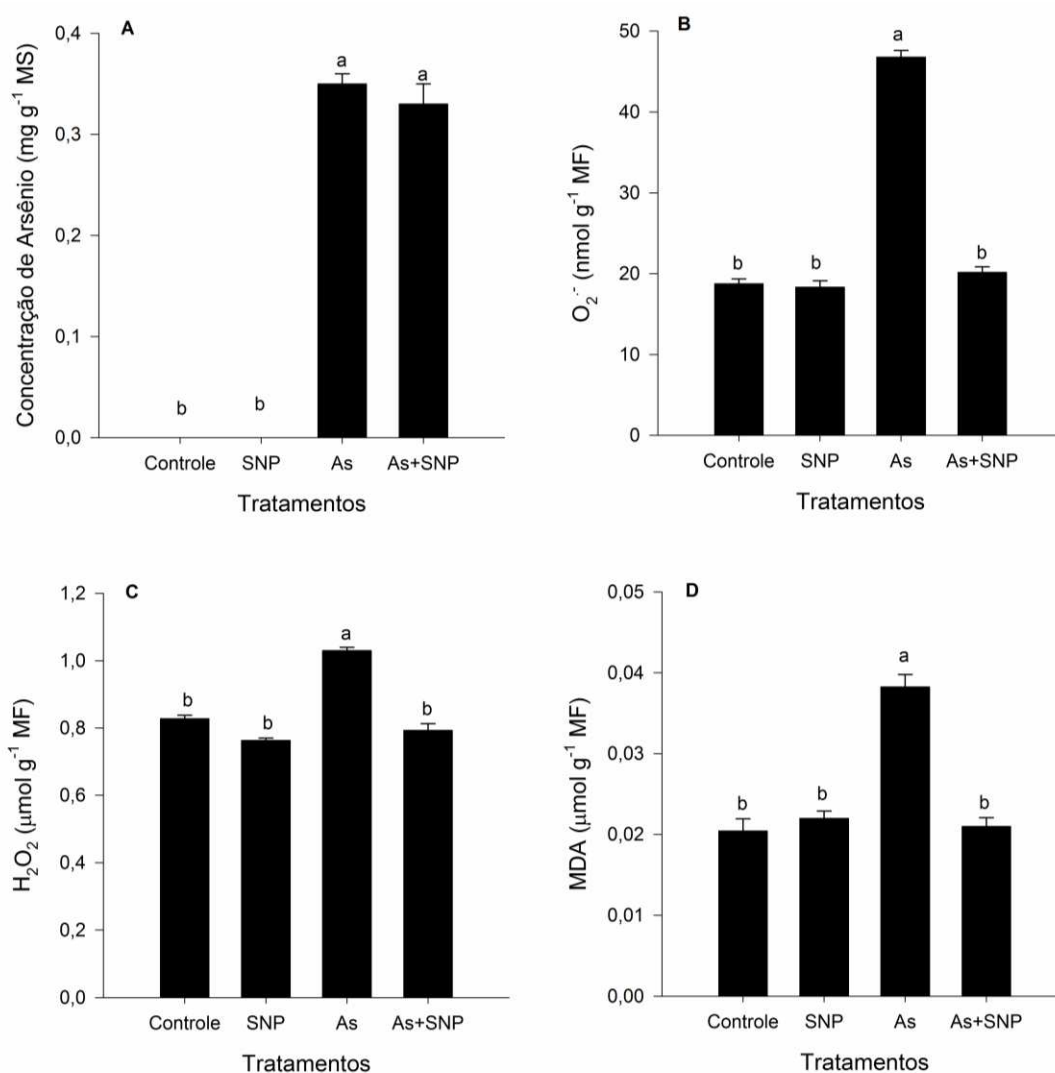 A
Concentração de Arsênio (mg g⁻¹ MS)
0,4
0,3
0,2
0,1
0,0
b
b
a
a
Controle
SNP
As
As+SNP
Tratamentos
B
O₂·⁻ (nmol g⁻¹ MF)
50
40
30
20
10
0
b
b
a
b
Controle
SNP
As
As+SNP
Tratamentos
C
H₂O₂ (μmol g⁻¹ MF)
1,2
1,0
0,8
0,6
0,4
0,2
0,0
b
b
a
b
Controle
SNP
As
As+SNP
Tratamentos
D
MDA (μmol g⁻¹ MF)
0,05
0,04
0,03
0,02
0,01
0,00
b
b
a
b
Controle
SNP
As
As+SNP
Tratamentos